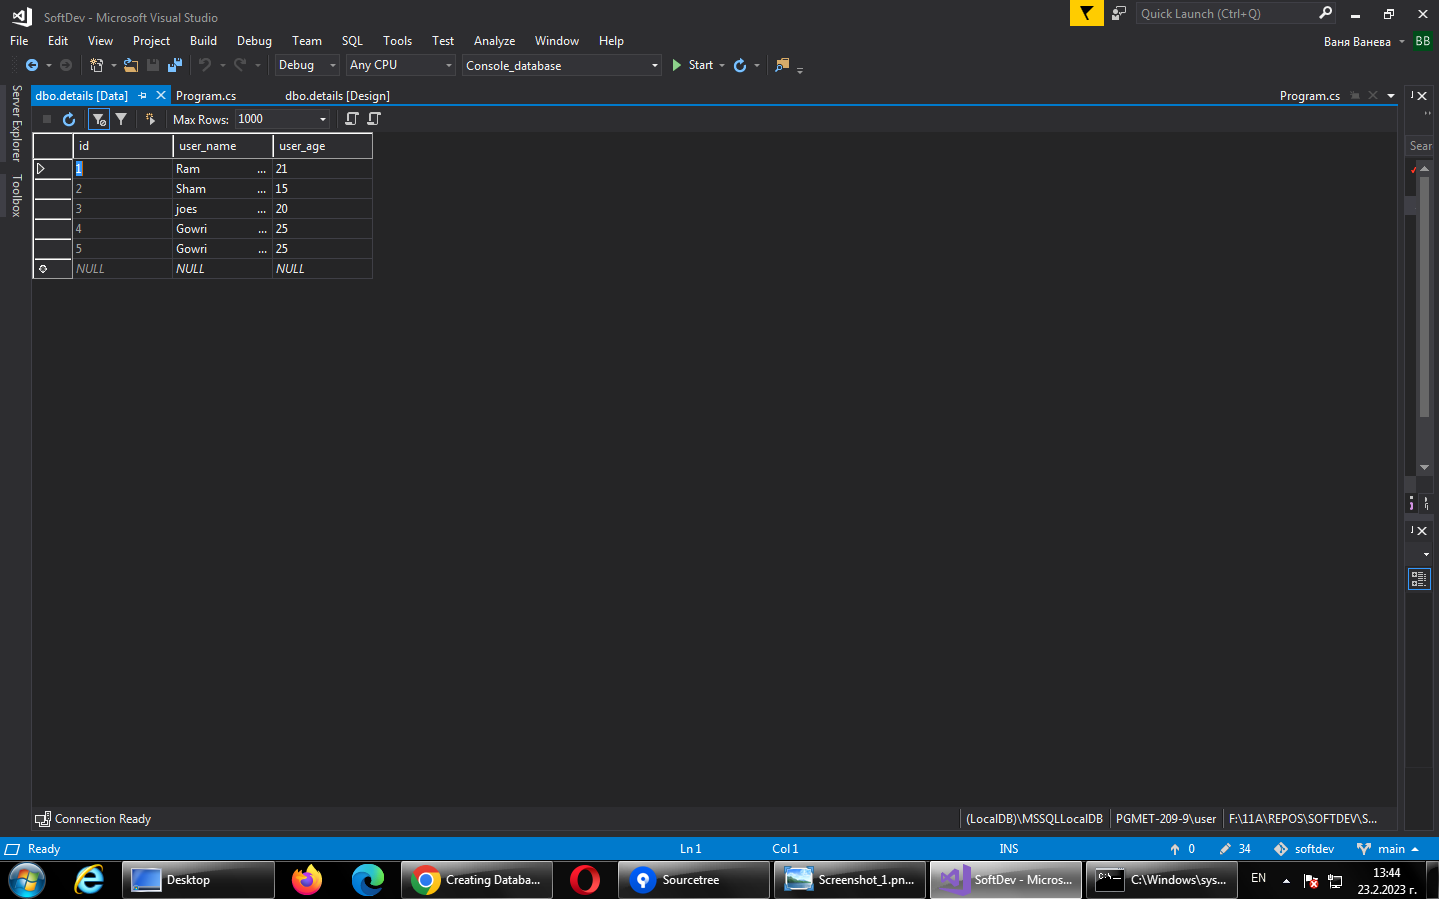 SoftDev - Microsoft Visual Studio
Quick Launch (Ctrl+Q)
File Edit View Project Build Debug Team SQL Tools Test Analyze Window Help
Ваня Ванева BB
Debug Any CPU Console_database Start
Server Explorer
Toolbox
dbo.details [Data] Program.cs dbo.details [Design] Program.cs
Max Rows: 1000
Sear
id user_name user_age
1 Ram ... 21
2 Sham ... 15
3 joes ... 20
4 Gowri ... 25
5 Gowri ... 25
NULL NULL NULL
Connection Ready (LocalDB)\MSSQLLocalDB PGMET-209-9\user F:\11A\REPOS\SOFTDEV\S...
Ready Ln 1 Col 1 INS 0 34 softdev main
Desktop Creating Databa... Sourcetree Screenshot_1.pn... SoftDev - Micros... C:\Windows\sys... EN 13:44
23.2.2023 г.